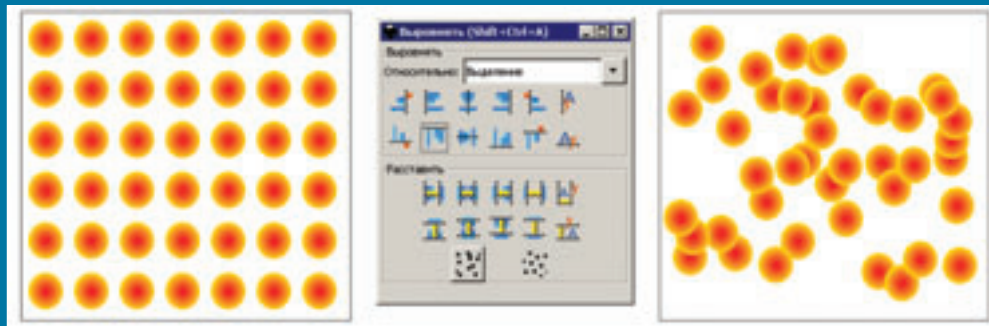 Выровнять (Shift+Ctrl+A)
Выровнять
Относительно: Выделение
Расставить